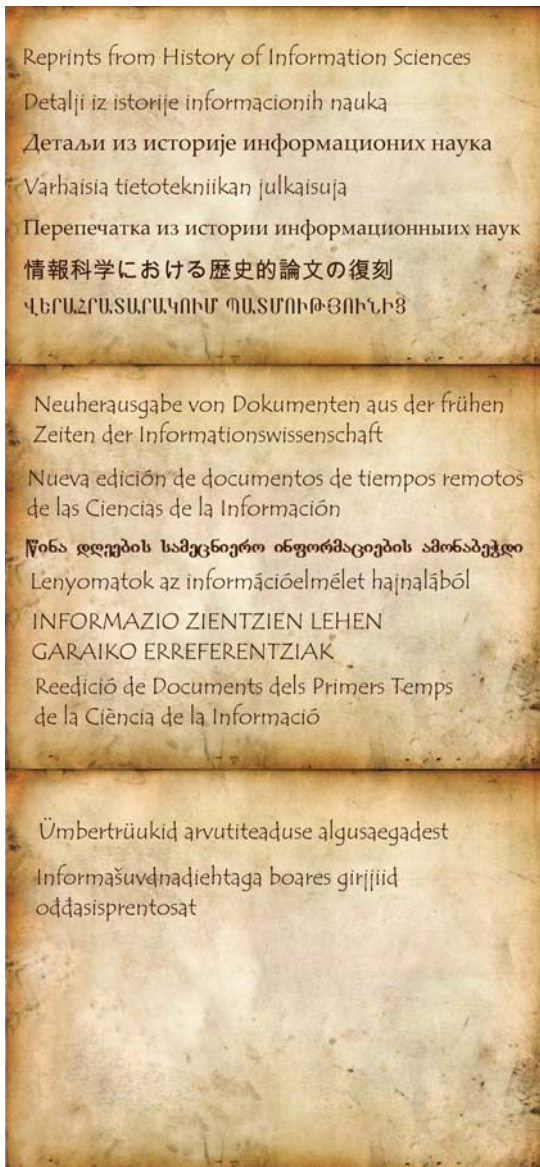 Reprints from History of Information Sciences
Detalji iz istorije informacionih nauka
Детаљи из историје информационих наука
Varhaisia tietotekniikan julkaisuja
Перепечатка из истории информационныих наук
情報科学における歴史的論文の復刻
ՎԵՐԱՀՐԱՏԱՐԱԿՈՒՄ ՊԱՏՄՈՒԹՅՈՒՆԻՑ
Neuherausgabe von Dokumenten aus der frühen
Zeiten der Informationswissenschaft
Nueva edición de documentos de tiempos remotos
de las Ciencias de la Información
წინა დღეების სამეცნიერო ინფორმაციების ამონაბეჭდი
Lenyomatok az információelmélet hajnalából
INFORMAZIO ZIENTZIEN LEHEN
GARAIKO ERREFERENTZIAK
Reedició de Documents dels Primers Temps
de la Ciència de la Informació
Ümbertrüukid arvutiteaduse algusaegadest
Informašuvdnadiehtaga boares girjjiid
ođđasisprentosat